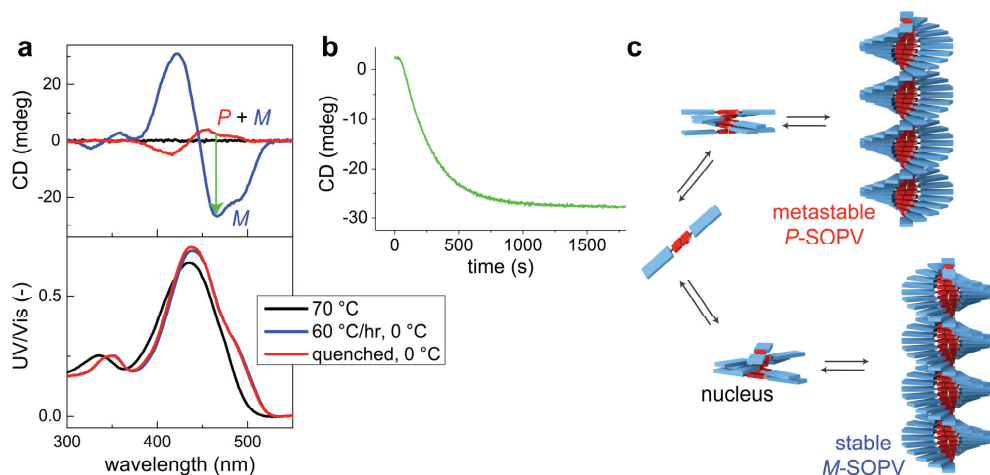 a
CD (mdeg)
20
0
-20
P + M
M
UV/Vis (-)
0.5
0.0
300
400
500
wavelength (nm)
70 °C
60 °C/hr, 0 °C
quenched, 0 °C
b
CD (mdeg)
0
-10
-20
-30
0
500
1000
1500
time (s)
c
metastable
P-SOPV
nucleus
stable
M-SOPV